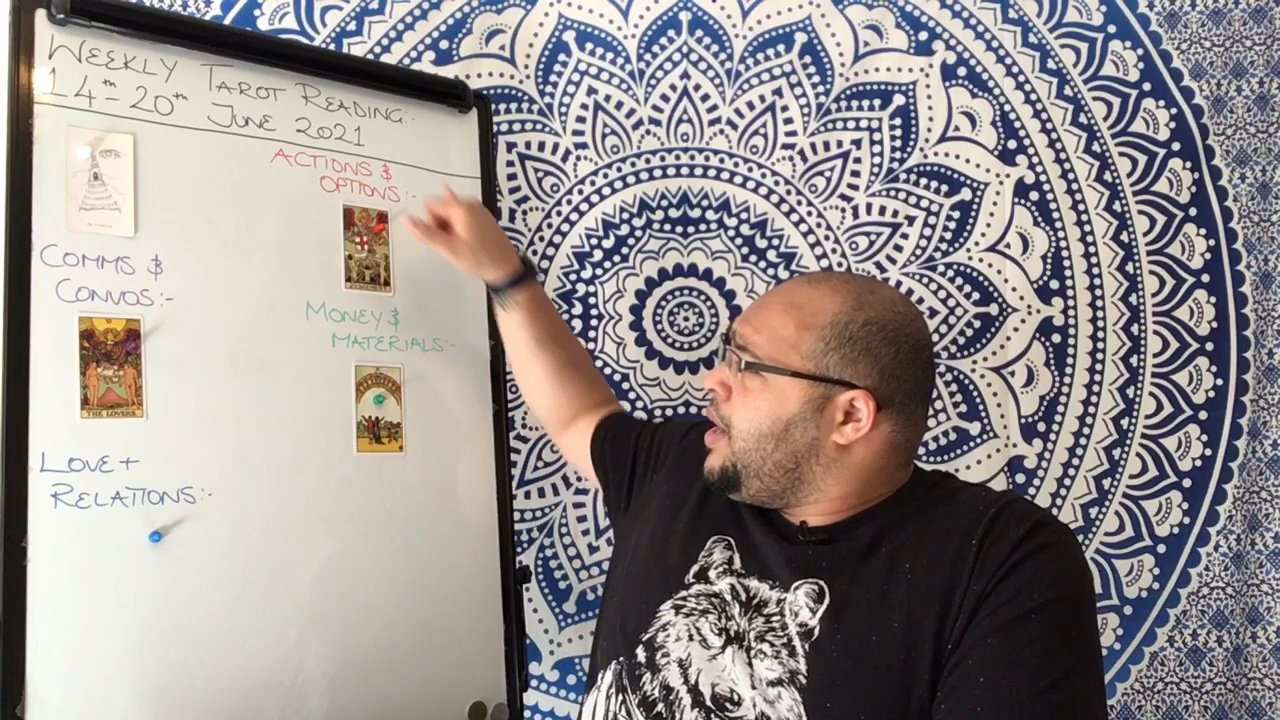 WEEKLY TAROT READING:-
14th - 20th JUNE 2021
ACTIONS &
OPTIONS:-
COMMS &
CONVOS:-
THE LOVERS
MONEY &
MATERIALS:-
LOVE +
RELATIONS:-